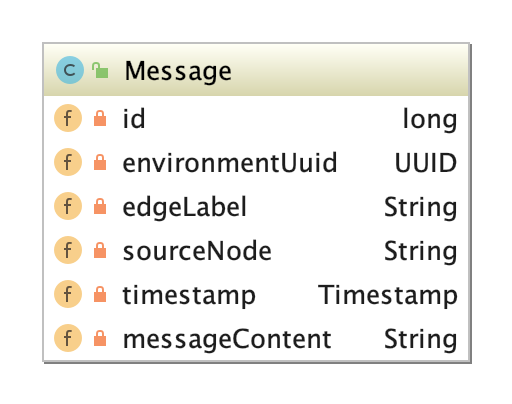 C Message
f id long
f environmentUuid UUID
f edgeLabel String
f sourceNode String
f timestamp Timestamp
f messageContent String